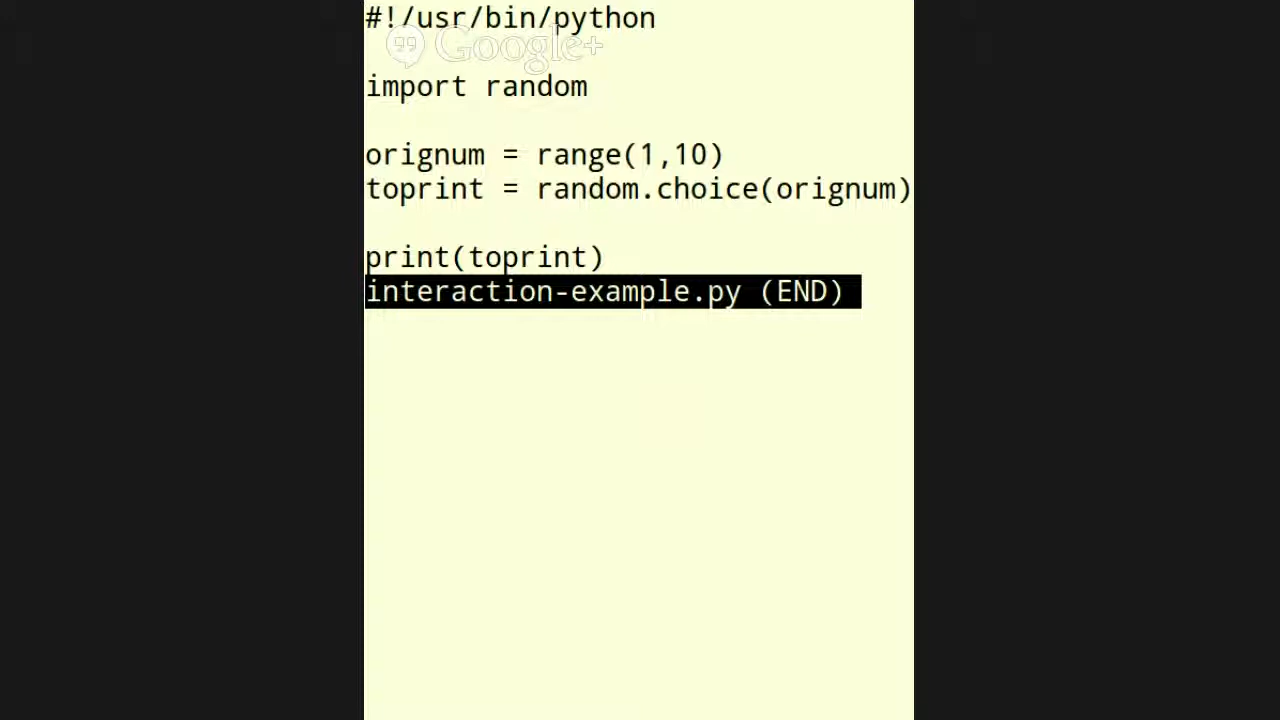 #!/usr/bin/python
Google+
import random
orignum = range(1,10)
toprint = random.choice(orignum)
print(toprint)
interaction-example.py (END)